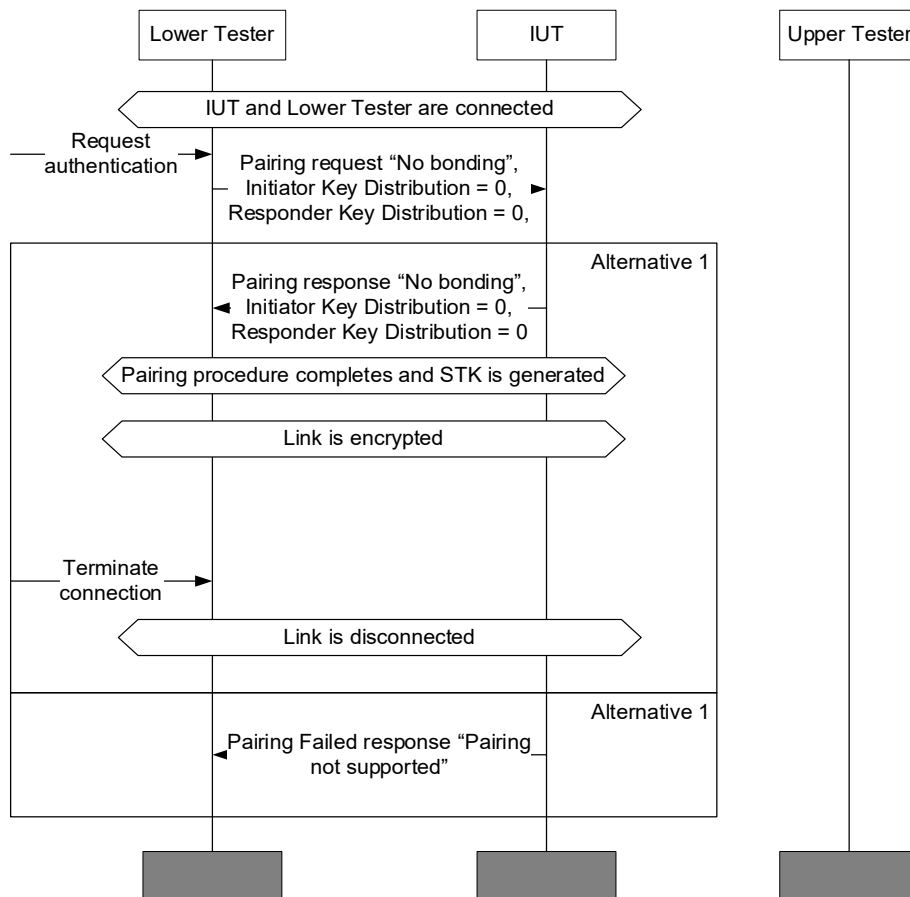 Lower Tester
IUT
Upper Tester
IUT and Lower Tester are connected
Request
authentication
Pairing request “No bonding”,
Initiator Key Distribution = 0,
Responder Key Distribution = 0,
Alternative 1
Pairing response “No bonding”,
Initiator Key Distribution = 0,
Responder Key Distribution = 0
Pairing procedure completes and STK is generated
Link is encrypted
Terminate
connection
Link is disconnected
Alternative 1
Pairing Failed response “Pairing
not supported”